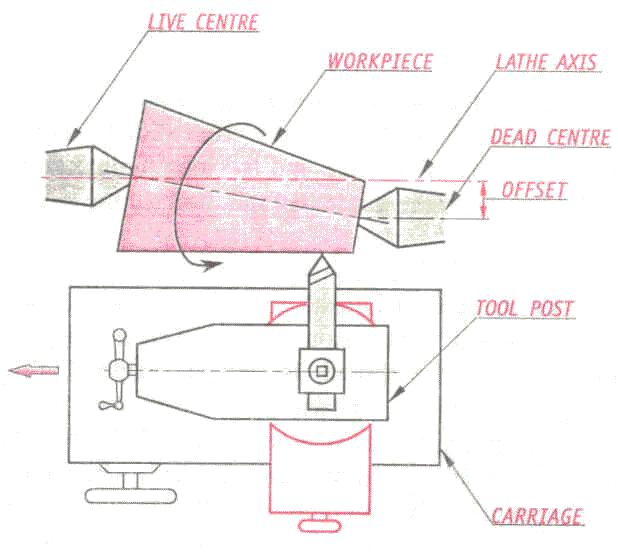 LIVE CENTRE
WORKPIECE
LATHE AXIS
DEAD CENTRE
OFFSET
TOOL POST
CARRIAGE